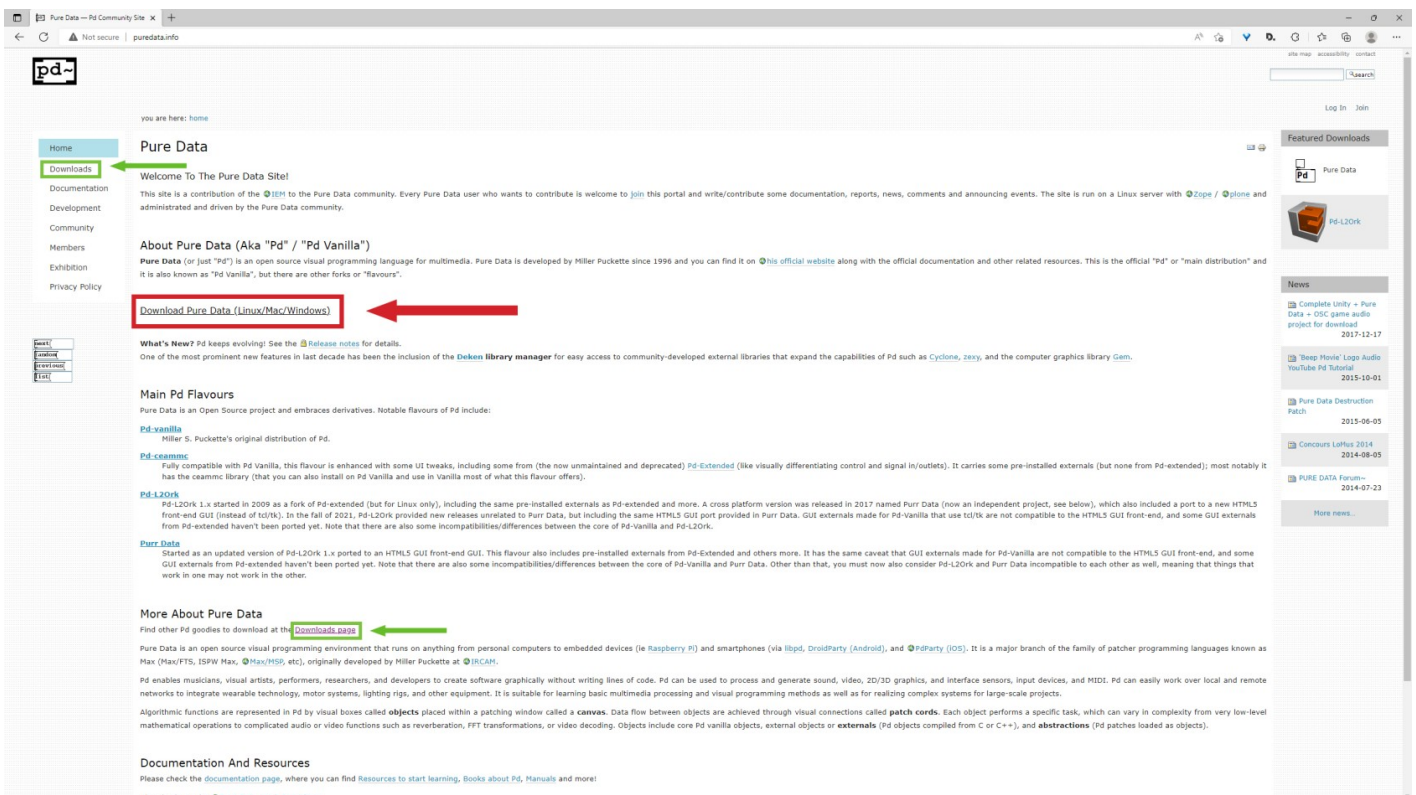 Pure Data — Pd Community Site
Not secure | puredata.info
site map accessibility contact
pd~
search
Log In Join
you are here: home
Home
Downloads
Documentation
Development
Community
Members
Exhibition
Privacy Policy
Pure Data
Welcome To The Pure Data Site!
This site is a contribution of the IEM to the Pure Data community. Every Pure Data user who wants to contribute is welcome to join this portal and write/contribute some documentation, reports, news, comments and announcing events. The site is run on a Linux server with Zope / plone and
administrated and driven by the Pure Data community.
About Pure Data (Aka "Pd" / "Pd Vanilla")
Pure Data (or just "Pd") is an open source visual programming language for multimedia. Pure Data is developed by Miller Puckette since 1996 and you can find it on his official website along with the official documentation and other related resources. This is the official "Pd" or "main distribution" and
it is also known as "Pd Vanilla", but there are other forks or "flavours".
Download Pure Data (Linux/Mac/Windows)
What's New? Pd keeps evolving! See the Release notes for details.
One of the most prominent new features in last decade has been the inclusion of the Deken library manager for easy access to community-developed external libraries that expand the capabilities of Pd such as Cyclone, zexy, and the computer graphics library Gem.
next
random
previous
list
Main Pd Flavours
Pure Data is an Open Source project and embraces derivatives. Notable flavours of Pd include:
Pd-vanilla
Miller S. Puckette's original distribution of Pd.
Pd-ceammc
Fully compatible with Pd Vanilla, this flavour is enhanced with some UI tweaks, including some from (the now unmaintained and deprecated) Pd-Extended (like visually differentiating control and signal in/outlets). It carries some pre-installed externals (but none from Pd-extended); most notably it
has the ceammc library (that you can also install on Pd Vanilla and use in Vanilla most of what this flavour offers).
Pd-L2Ork
Pd-L2Ork 1.x started in 2009 as a fork of Pd-extended (but for Linux only), including the same pre-installed externals as Pd-extended and more. A cross platform version was released in 2017 named Purr Data (now an independent project, see below), which also included a port to a new HTML5
front-end GUI (instead of tcl/tk). In the fall of 2021, Pd-L2Ork provided new releases unrelated to Purr Data, but including the same HTML5 GUI port provided in Purr Data. GUI externals made for Pd-Vanilla that use tcl/tk are not compatible to the HTML5 GUI front-end, and some GUI externals
from Pd-extended haven't been ported yet. Note that there are also some incompatibilities/differences between the core of Pd-Vanilla and Pd-L2Ork.
Purr Data
Started as an updated version of Pd-L2Ork 1.x ported to an HTML5 GUI front-end GUI. This flavour also includes pre-installed externals from Pd-Extended and others more. It has the same caveat that GUI externals made for Pd-Vanilla are not compatible to the HTML5 GUI front-end, and some
GUI externals from Pd-extended haven't been ported yet. Note that there are also some incompatibilities/differences between the core of Pd-Vanilla and Purr Data. Other than that, you must now also consider Pd-L2Ork and Purr Data incompatible to each other as well, meaning that things that
work in one may not work in the other.
More About Pure Data
Find other Pd goodies to download at the Downloads page
Pure Data is an open source visual programming environment that runs on anything from personal computers to embedded devices (ie Raspberry Pi) and smartphones (via libpd, DroidParty (Android), and PdParty (iOS). It is a major branch of the family of patcher programming languages known as
Max (Max/FTS, ISPW Max, Max/MSP, etc), originally developed by Miller Puckette at IRCAM.
Pd enables musicians, visual artists, performers, researchers, and developers to create software graphically without writing lines of code. Pd can be used to process and generate sound, video, 2D/3D graphics, and interface sensors, input devices, and MIDI. Pd can easily work over local and remote
networks to integrate wearable technology, motor systems, lighting rigs, and other equipment. It is suitable for learning basic multimedia processing and visual programming methods as well as for realizing complex systems for large-scale projects.
Algorithmic functions are represented in Pd by visual boxes called objects placed within a patching window called a canvas. Data flow between objects are achieved through visual connections called patch cords. Each object performs a specific task, which can vary in complexity from very low-level
mathematical operations to complicated audio or video functions such as reverberation, FFT transformations, or video decoding. Objects include core Pd vanilla objects, external objects or externals (Pd objects compiled from C or C++), and abstractions (Pd patches loaded as objects).
Documentation And Resources
Please check the documentation page, where you can find Resources to start learning, Books about Pd, Manuals and more!
Featured Downloads
Pd
Pure Data
Pd-L2Ork
News
Complete Unity + Pure
Data + OSC game audio
project for download
2017-12-17
'Beep Movie' Logo Audio
YouTube Pd Tutorial
2015-10-01
Pure Data Destruction
Patch
2015-06-05
Concours LoMus 2014
2014-08-05
PURE DATA Forum~
2014-07-23
More news...